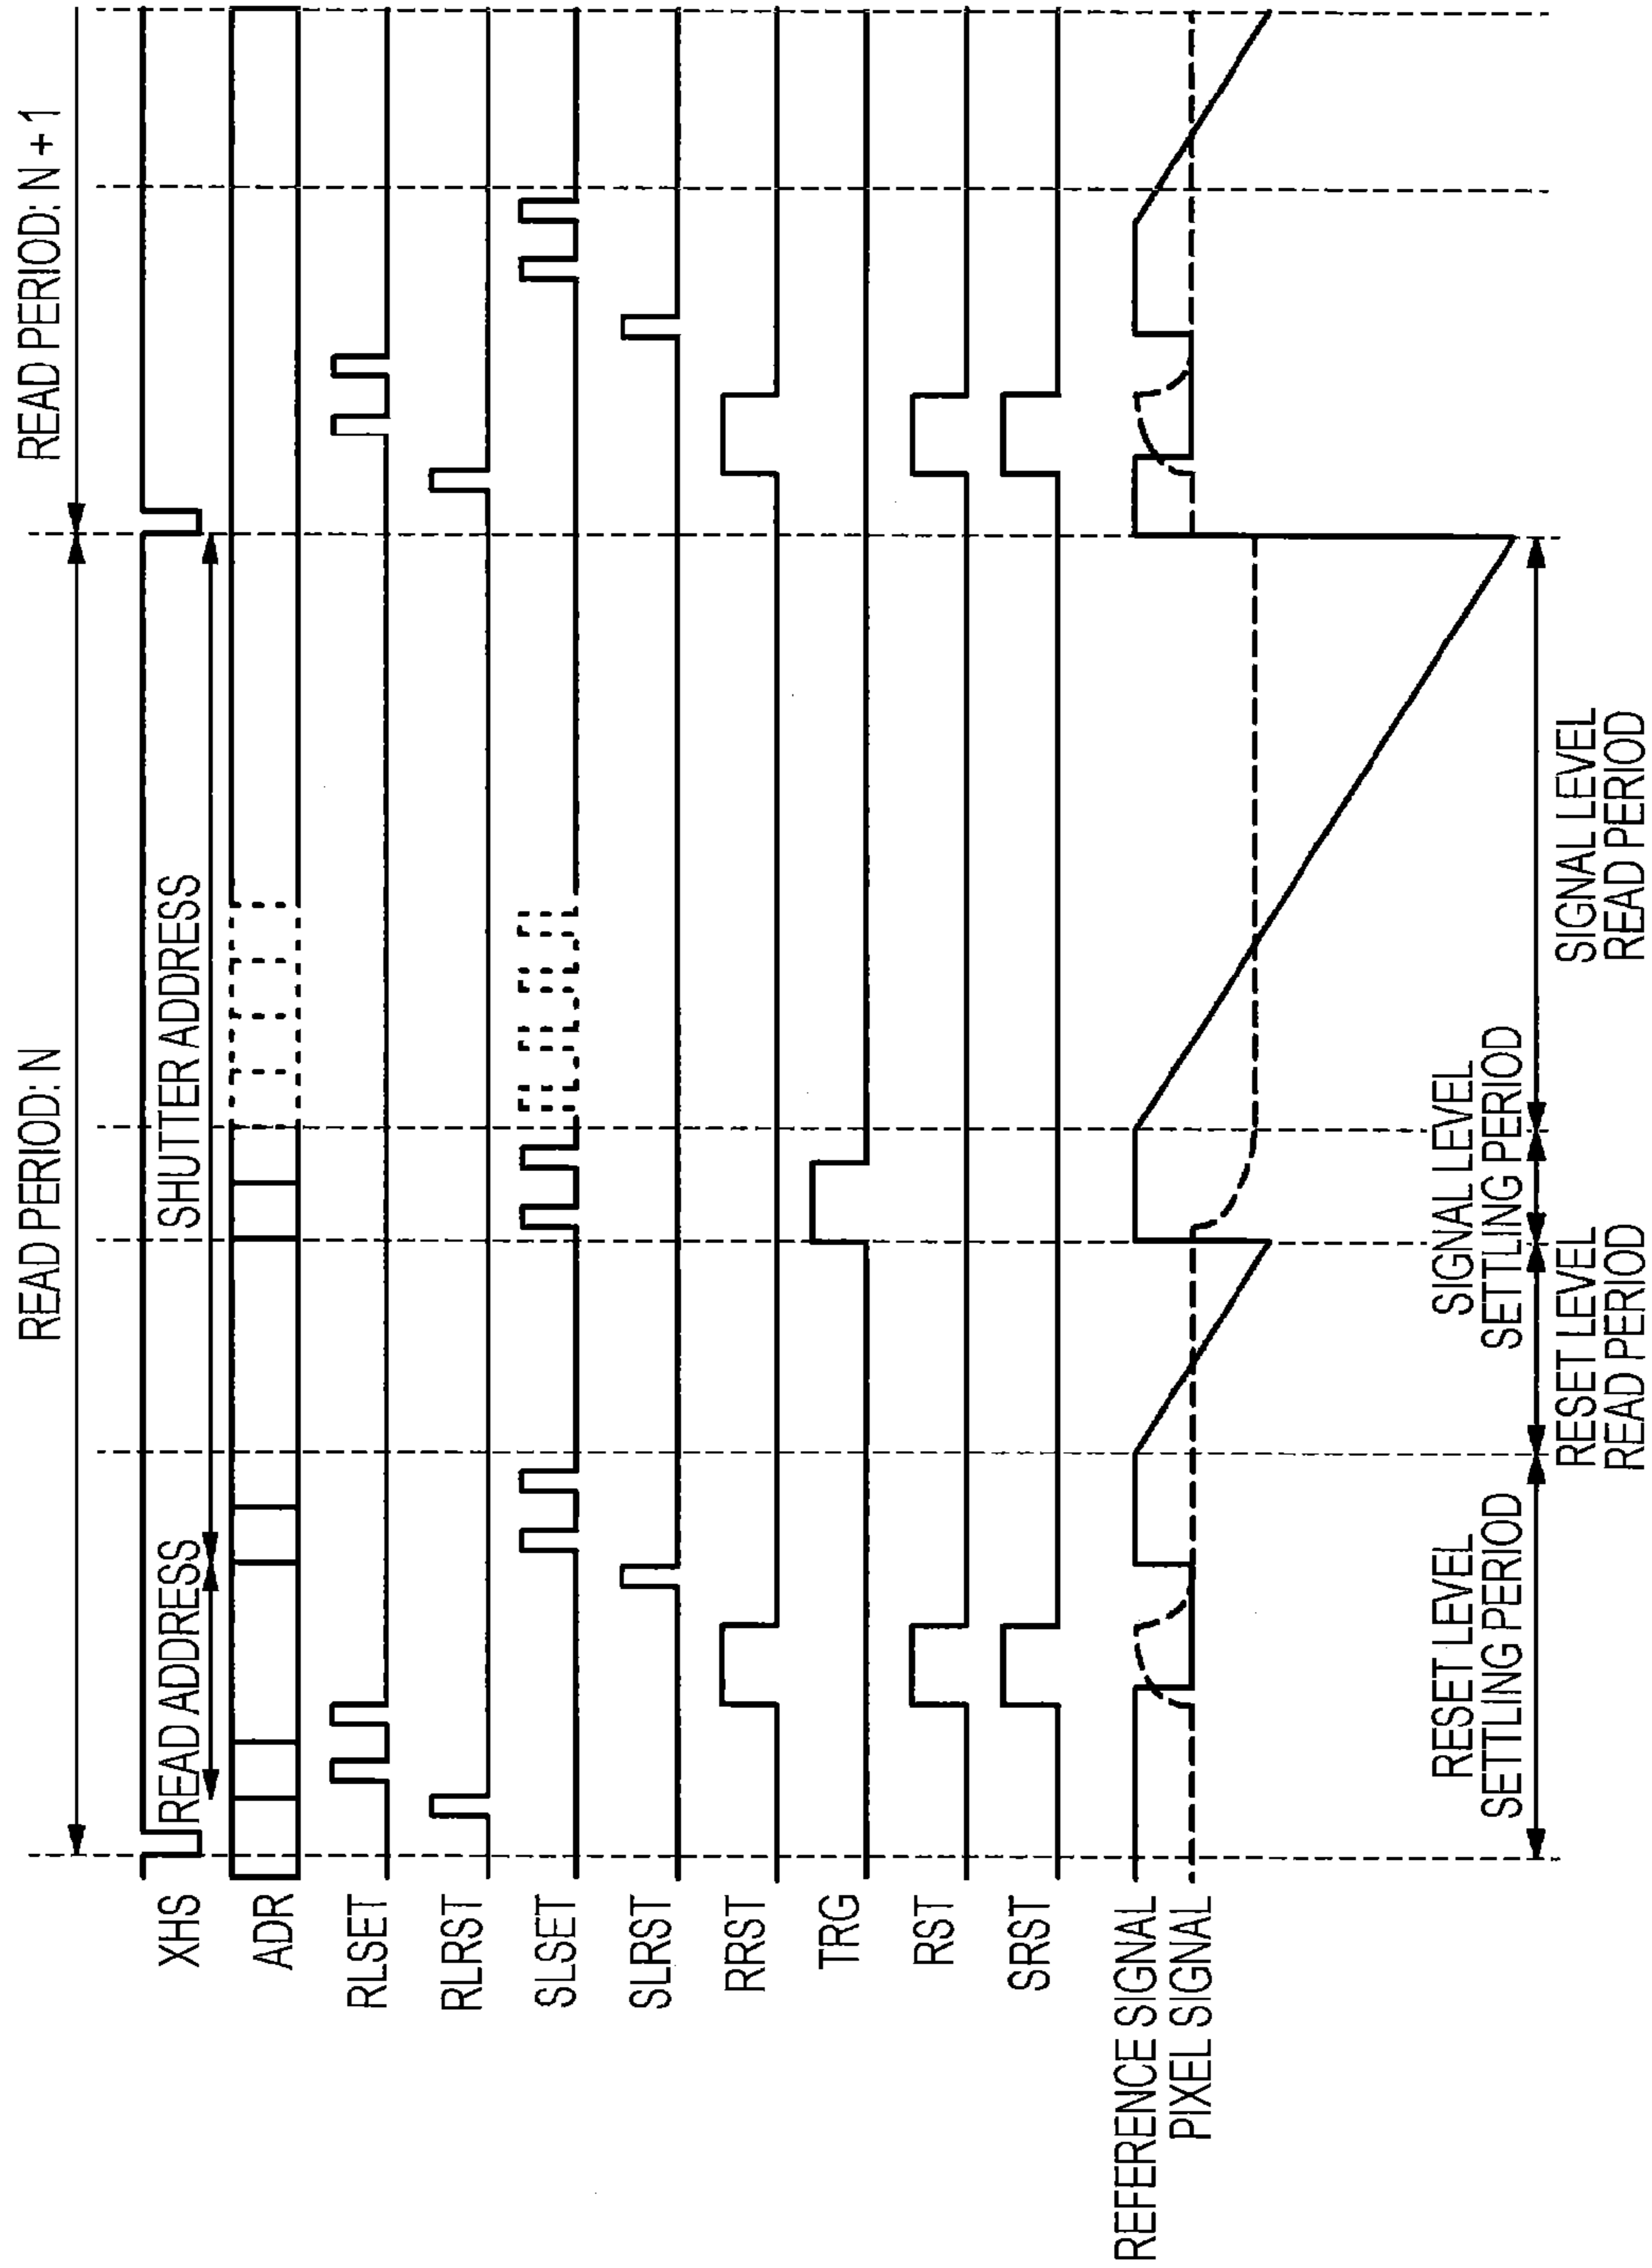 READ PERIOD: N
READ PERIOD: N + 1
XHS
READ ADDRESS
SHUTTER ADDRESS
ADR
RLSET
RLRST
SLSET
SLRST
RRST
TRG
RST
SRST
REFERENCE SIGNAL
PIXEL SIGNAL
RESET LEVEL
SETTLING PERIOD
RESET LEVEL
READ PERIOD
SIGNAL LEVEL
SETTLING PERIOD
SIGNAL LEVEL
READ PERIOD